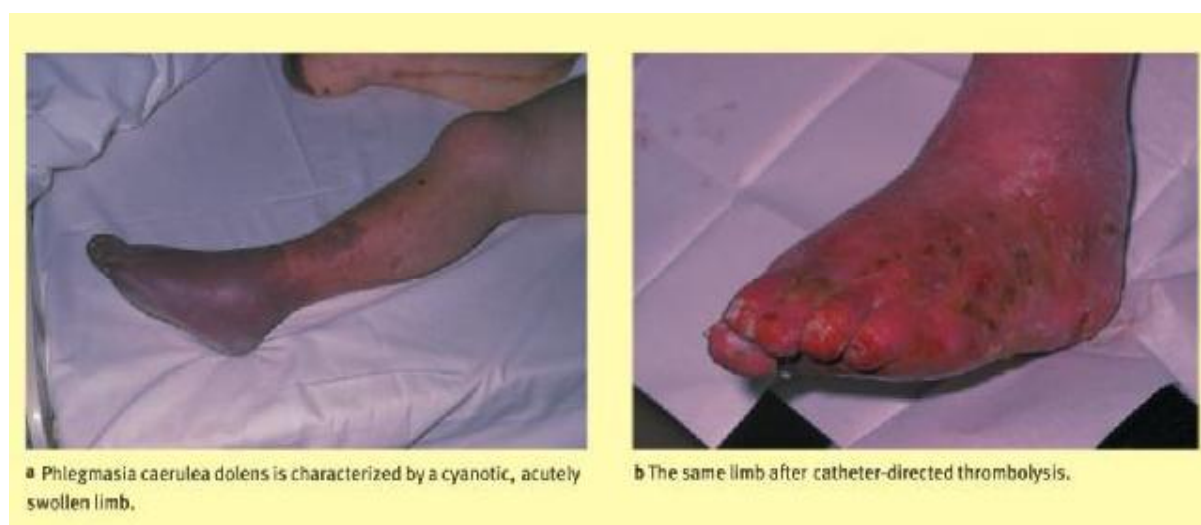 a Phlegmasia caerulea dolens is characterized by a cyanotic, acutely
swollen limb.
b The same limb after catheter-directed thrombolysis.